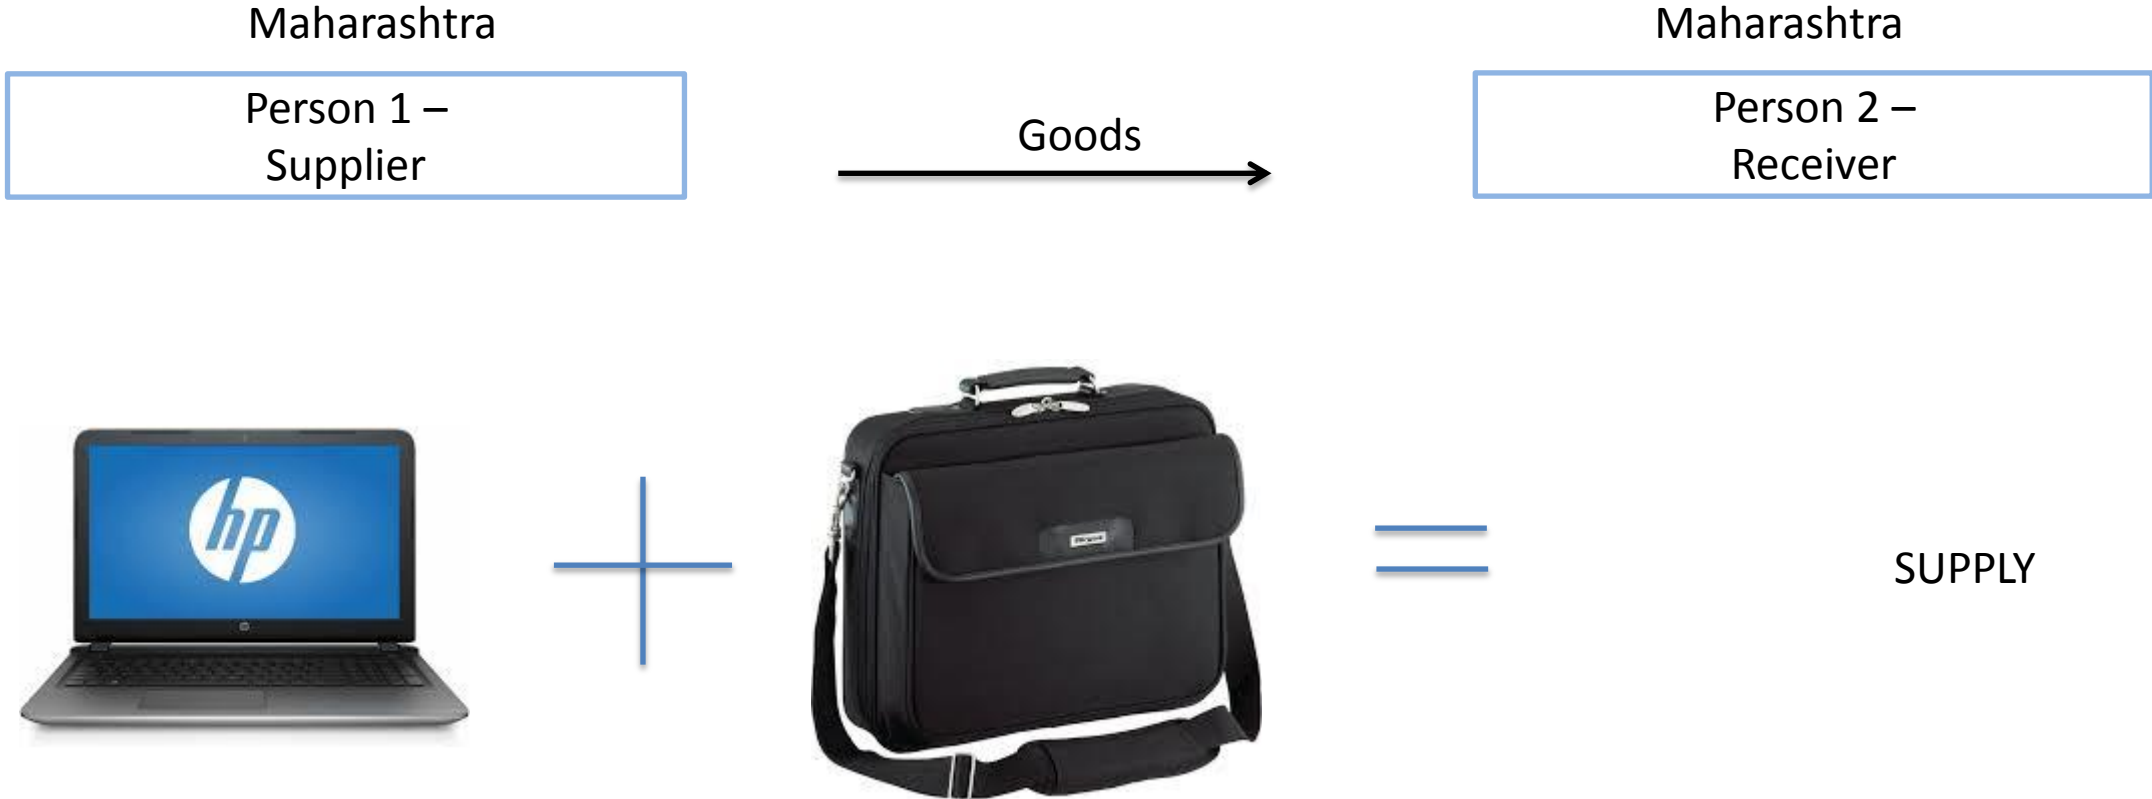 Maharashtra
Maharashtra
Person 1 –
Supplier
Goods
Person 2 –
Receiver
hp
SUPPLY